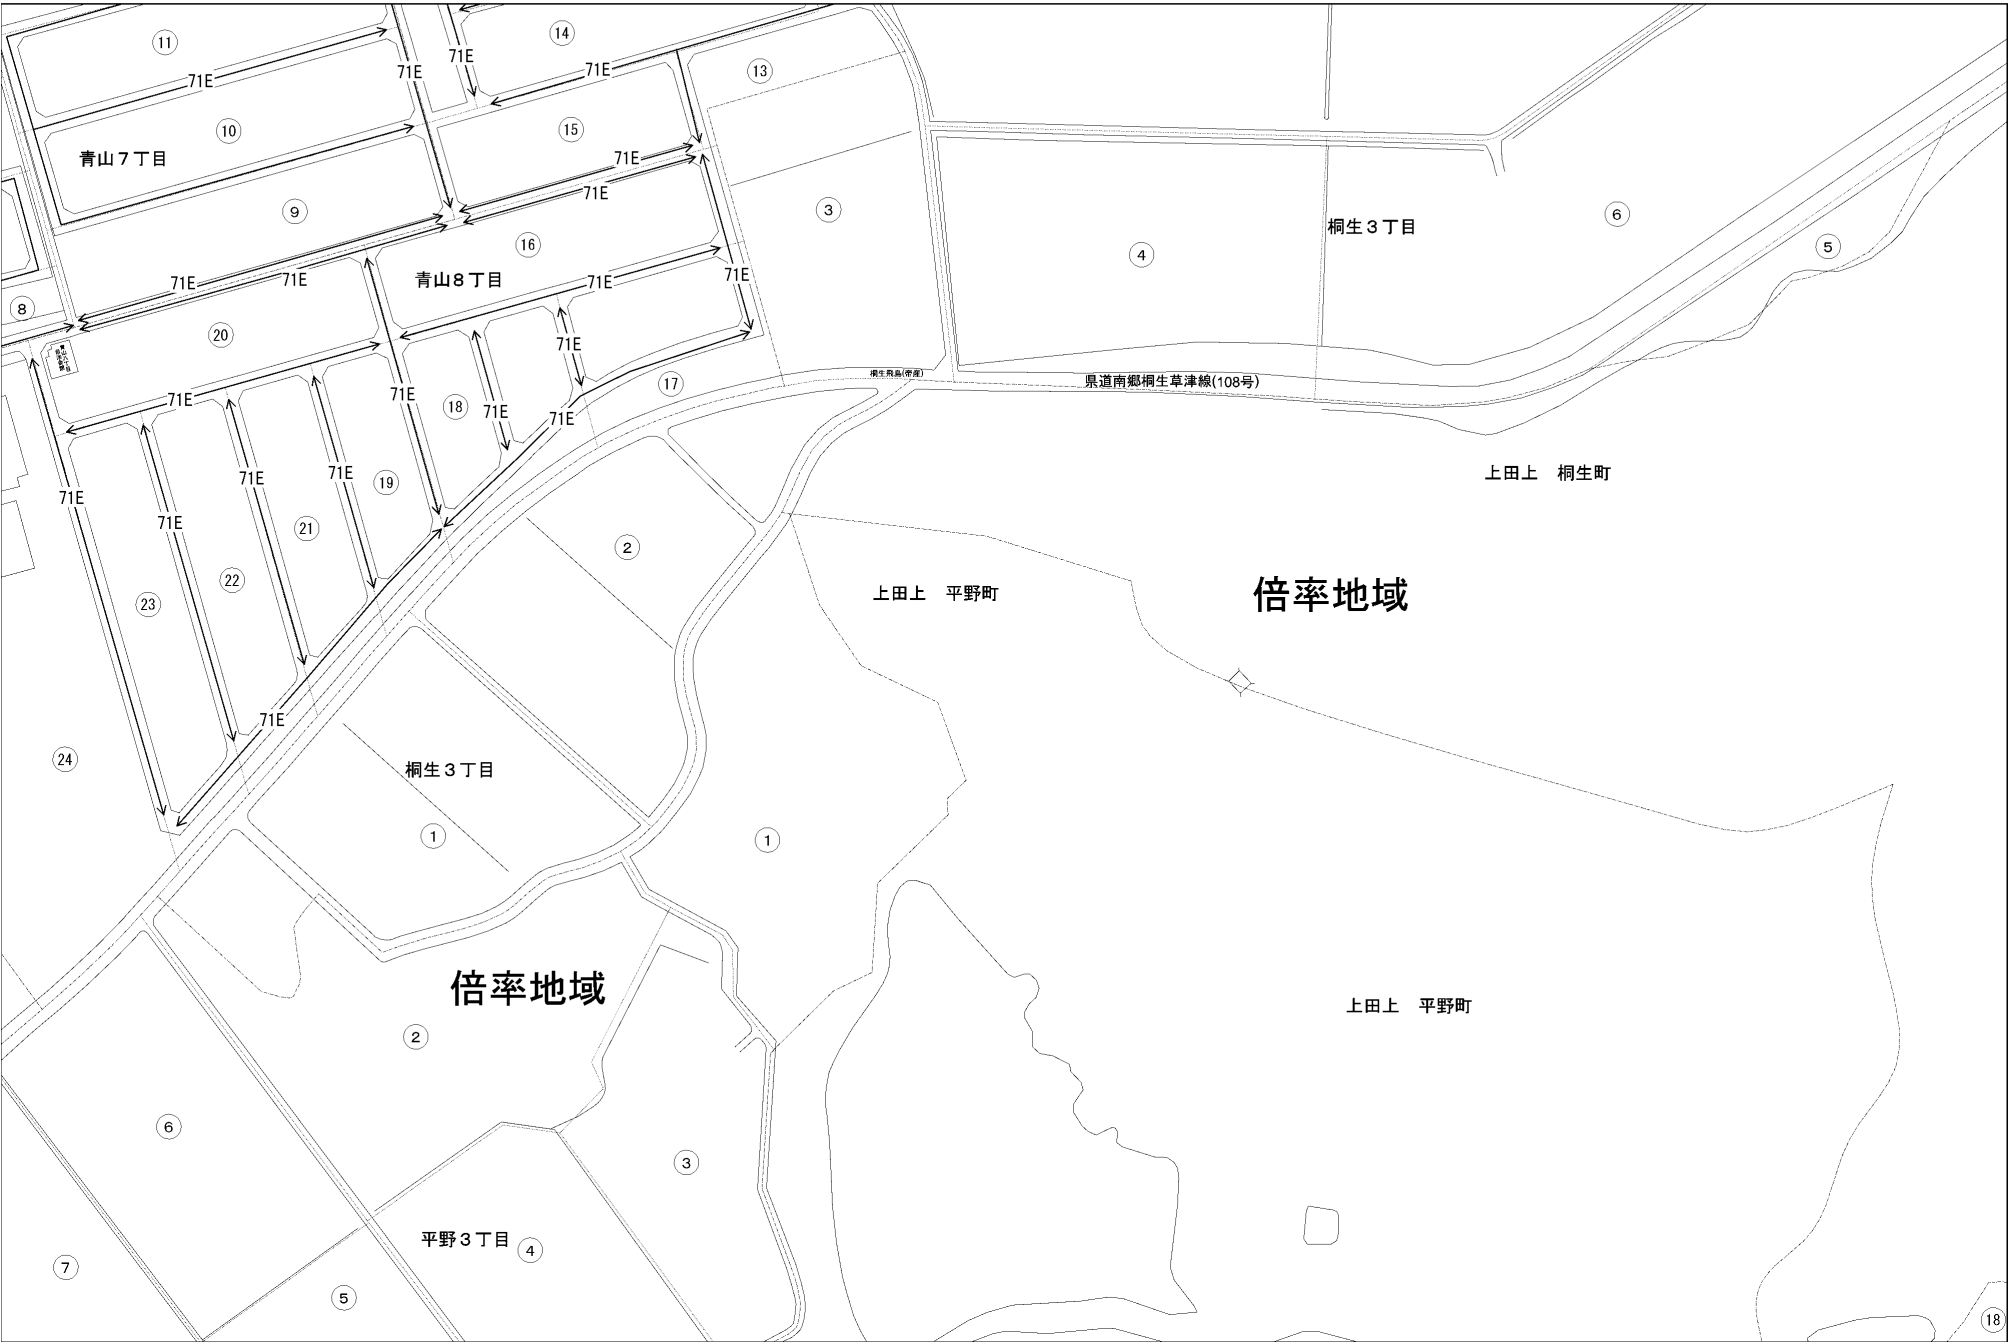 ⑪
⑭
71E
71E
71E
71E
⑬
⑩
⑮
青山７丁目
71E
71E
⑨
③
⑯
⑥
桐生３丁目
⑤
④
青山８丁目
71E
71E
71E
71E
⑧
⑳
71E
桐生飛島(帝産)
県道南郷桐生草津線(108号)
⑰
71E
71E
⑱
71E
71E
上田上　桐生町
71E
71E
71E
⑲
71E
㉑
②
㉒
上田上　平野町
倍率地域
㉓
71E
㉔
桐生３丁目
①
①
倍率地域
上田上　平野町
②
⑥
③
平野３丁目
④
⑦
⑤
⑱